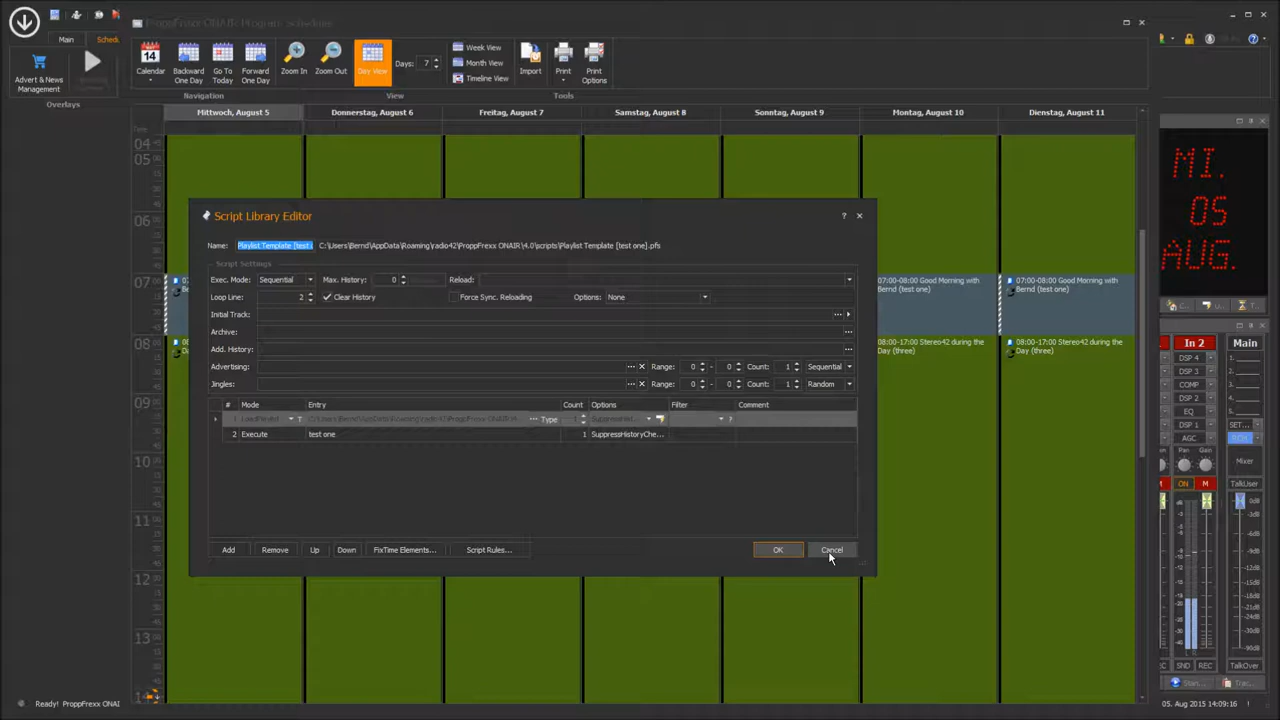 ProppFrexx ONAIR Program
Main
Advert & News Management
Overlays
Calendar
Backward One Day
Go To Today
Forward One Day
Navigation
Zoom In
Zoom Out
Day View
Days: 7
Week View
Month View
Timeline View
View
Import
Print
Print Options
Tools
Mittwoch, August 5
Donnerstag, August 6
Freitag, August 7
Samstag, August 8
Sonntag, August 9
Montag, August 10
Dienstag, August 11
04
05
06
07
08
09
10
11
12
13
07:00-08:00 Good Morning with Bernd (test one)
07:00-08:00 Good Morning with Bernd (test one)
08:00-17:00 Stereo42 during the Day (three)
08:00-17:00 Stereo42 during the Day (three)
Script Library Editor
Name: Playlist Template [test
C:\Users\Bernd\AppData\Roaming\radio42\ProppFrexx ONAIR\4.0\scripts\Playlist Template [test one].pfs
Script Settings
Exec. Mode: Sequential
Max. History: 0
Reload:
Loop Line: 2
Clear History
Force Sync. Reloading
Options: None
Initial Track:
Archive:
Add. History:
Advertising:
Range: 0 - 0 Count: 1 Sequential
Jingles:
Range: 0 - 0 Count: 1 Random
# Mode Entry Count Options Filter Comment
Type
2 Execute test one 1 SuppressHistoryChe...
Add
Remove
Up
Down
FixTime Elements...
Script Rules...
OK
Cancel
MI.
05
AUG.
In 2
Main
DSP 4
DSP 3
COMP
DSP 2
EQ
DSP 1
AGC
SET...
Mixer
Pan
Gain
ON
M
TalkUser
SND
REC
TalkOver
Ready! ProppFrexx ONAI
05. Aug 2015 14:09:16